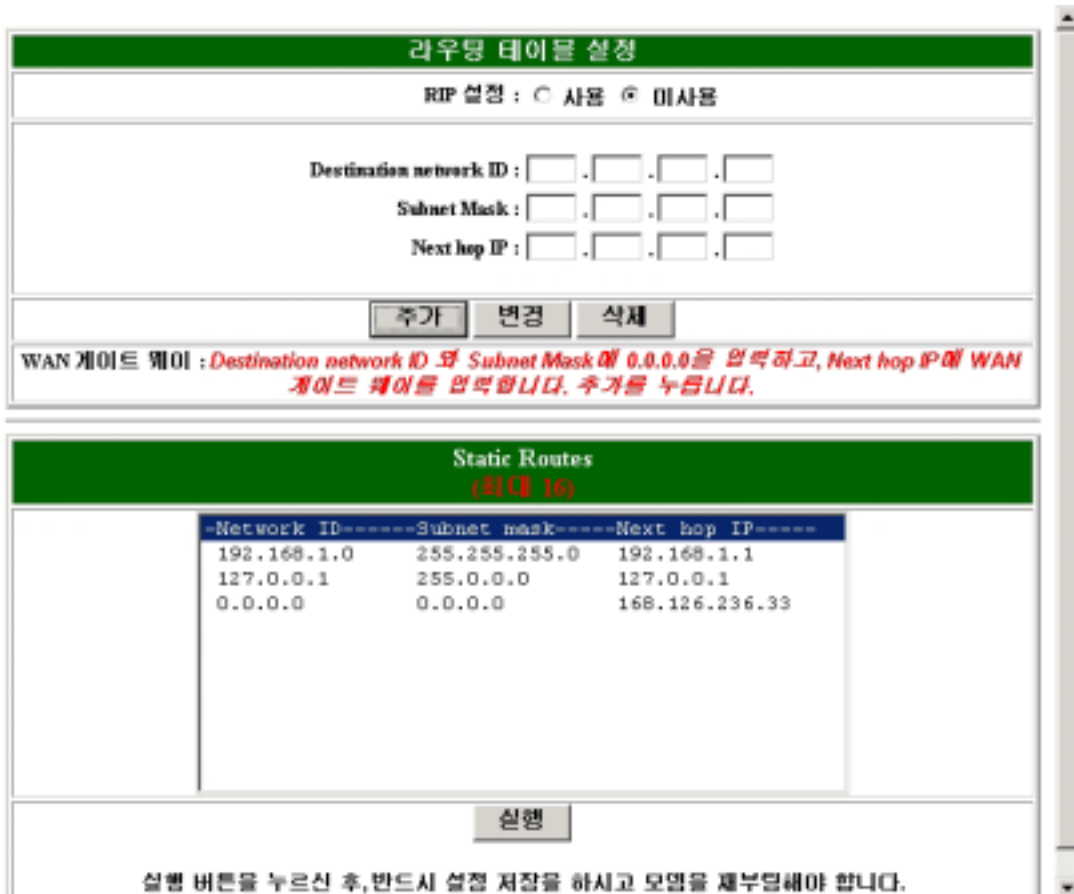 라우팅 테이블 설정
RIP 설정 : 사용 미사용
Destination network ID : . . .
Subnet Mask : . . .
Next hop IP : . . .
추가 변경 삭제
WAN 게이트 웨이 : Destination network ID 와 Subnet Mask에 0.0.0.0을 입력하고, Next hop IP에 WAN
게이트 웨이를 입력합니다. 추가를 누릅니다.
Static Routes
(최대 16)
-Network ID------Subnet mask-----Next hop IP-----
192.168.1.0 255.255.255.0 192.168.1.1
127.0.0.1 255.0.0.0 127.0.0.1
0.0.0.0 0.0.0.0 168.126.236.33
실행
실행 버튼을 누르신 후,반드시 설정 저장을 하시고 모뎀을 재부팅해야 합니다.